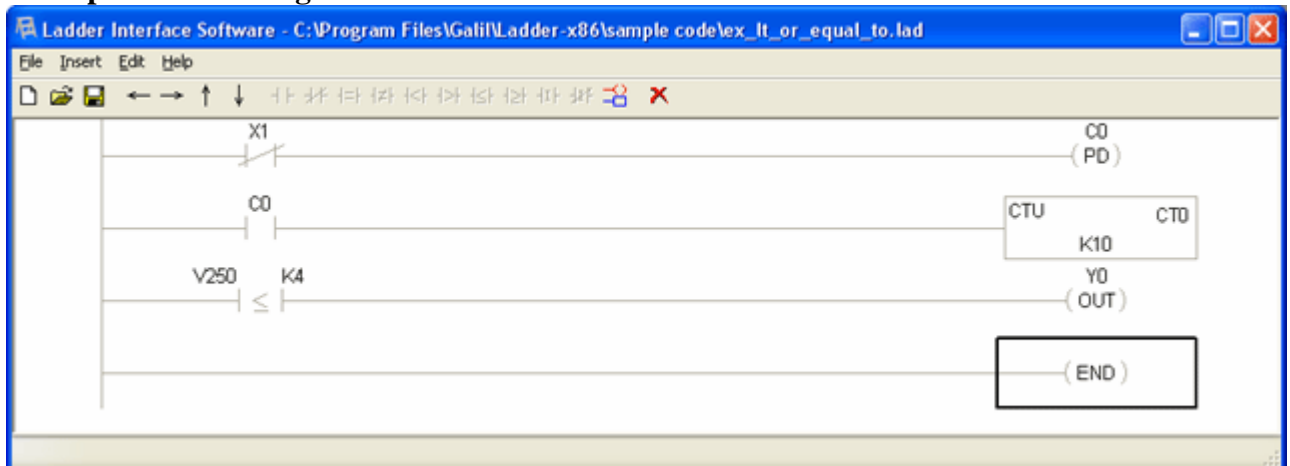 Ladder Interface Software - C:\Program Files\Galil\Ladder-x86\sample code\ex_lt_or_equal_to.lad
File Insert Edit Help
X1 C0
PD
C0 CTU CT0
K10
V250 K4 Y0
≤ OUT
END